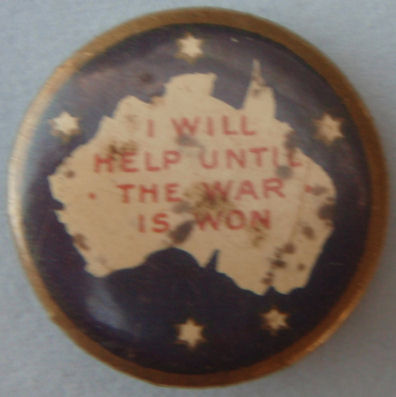 I WILL
HELP UNTIL
· THE WAR ·
IS WON